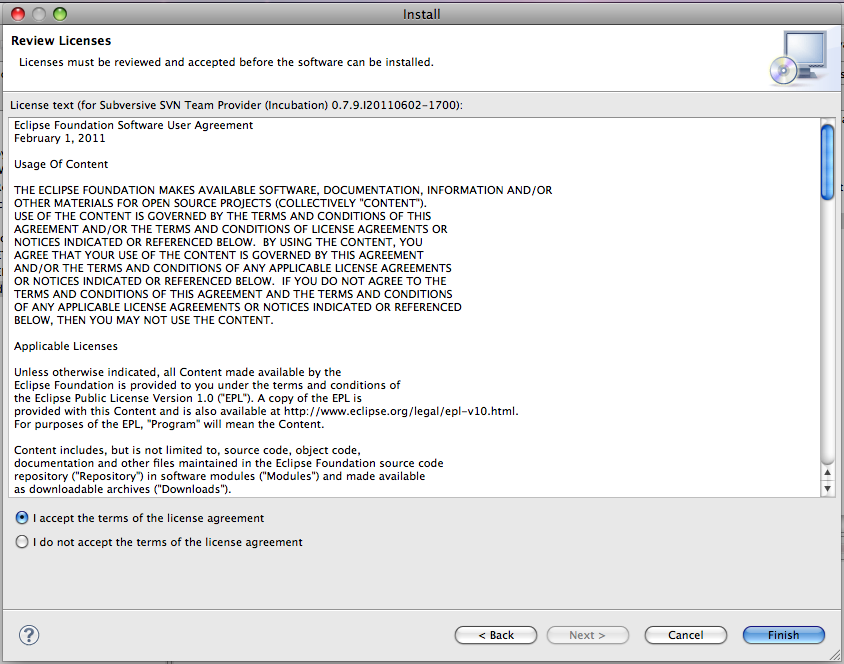 Install
Review Licenses
Licenses must be reviewed and accepted before the software can be installed.
License text (for Subversive SVN Team Provider (Incubation) 0.7.9.I20110602-1700):
Eclipse Foundation Software User Agreement
February 1, 2011
Usage Of Content
THE ECLIPSE FOUNDATION MAKES AVAILABLE SOFTWARE, DOCUMENTATION, INFORMATION AND/OR
OTHER MATERIALS FOR OPEN SOURCE PROJECTS (COLLECTIVELY "CONTENT").
USE OF THE CONTENT IS GOVERNED BY THE TERMS AND CONDITIONS OF THIS
AGREEMENT AND/OR THE TERMS AND CONDITIONS OF LICENSE AGREEMENTS OR
NOTICES INDICATED OR REFERENCED BELOW.  BY USING THE CONTENT, YOU
AGREE THAT YOUR USE OF THE CONTENT IS GOVERNED BY THIS AGREEMENT
AND/OR THE TERMS AND CONDITIONS OF ANY APPLICABLE LICENSE AGREEMENTS
OR NOTICES INDICATED OR REFERENCED BELOW.  IF YOU DO NOT AGREE TO THE
TERMS AND CONDITIONS OF THIS AGREEMENT AND THE TERMS AND CONDITIONS
OF ANY APPLICABLE LICENSE AGREEMENTS OR NOTICES INDICATED OR REFERENCED
BELOW, THEN YOU MAY NOT USE THE CONTENT.
Applicable Licenses
Unless otherwise indicated, all Content made available by the
Eclipse Foundation is provided to you under the terms and conditions of
the Eclipse Public License Version 1.0 ("EPL"). A copy of the EPL is
provided with this Content and is also available at http://www.eclipse.org/legal/epl-v10.html.
For purposes of the EPL, "Program" will mean the Content.
Content includes, but is not limited to, source code, object code,
documentation and other files maintained in the Eclipse Foundation source code
repository ("Repository") in software modules ("Modules") and made available
as downloadable archives ("Downloads").
I accept the terms of the license agreement
I do not accept the terms of the license agreement
? < Back Next > Cancel Finish